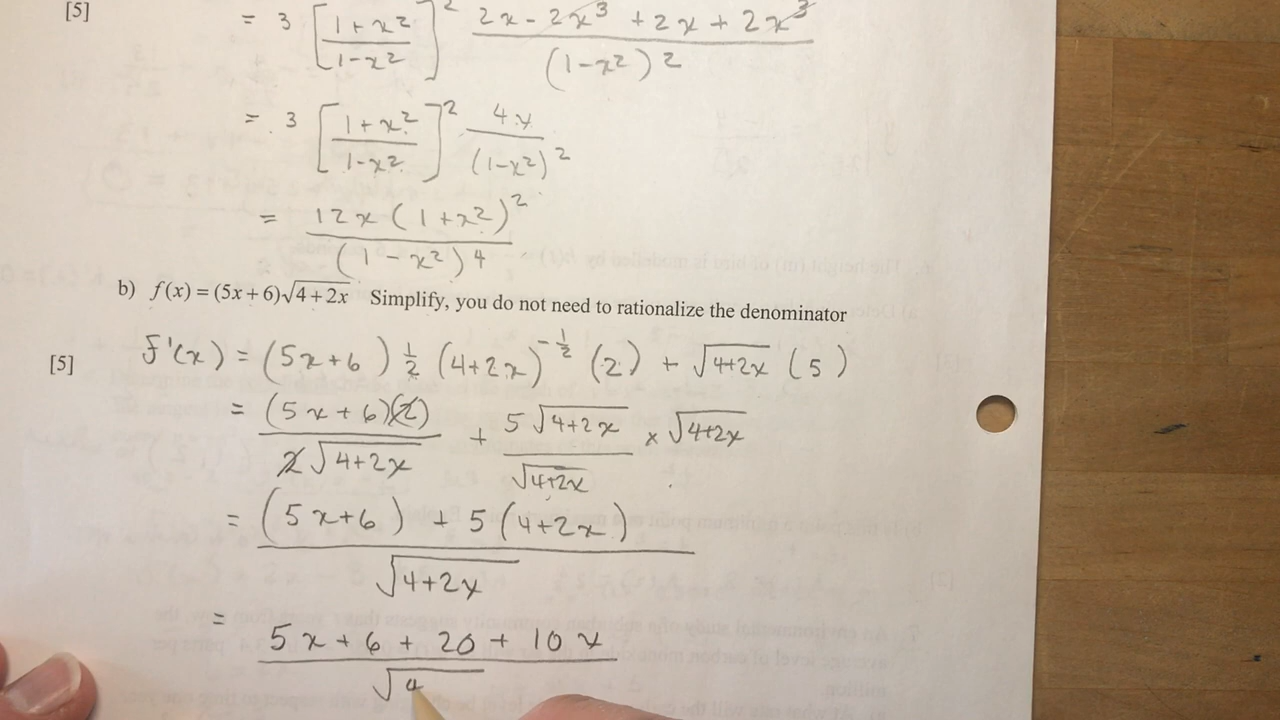 [5] = 3 [(1+x²)/(1-x²)]² (2x - 2x³ + 2x + 2x³)/(1-x²)²
= 3 [(1+x²)/(1-x²)]² 4x/(1-x²)²
= 12x(1+x²)²/(1-x²)⁴
b) f(x) = (5x+6)√(4+2x) Simplify, you do not need to rationalize the denominator
[5] f'(x) = (5x+6) 1/2 (4+2x)^(-1/2) (2) + √(4+2x) (5)
= (5x+6)(2)/(2√(4+2x)) + 5√(4+2x)/√(4+2x) × √(4+2x)
= ((5x+6) + 5(4+2x))/√(4+2x)
= (5x+6+20+10x)/√4